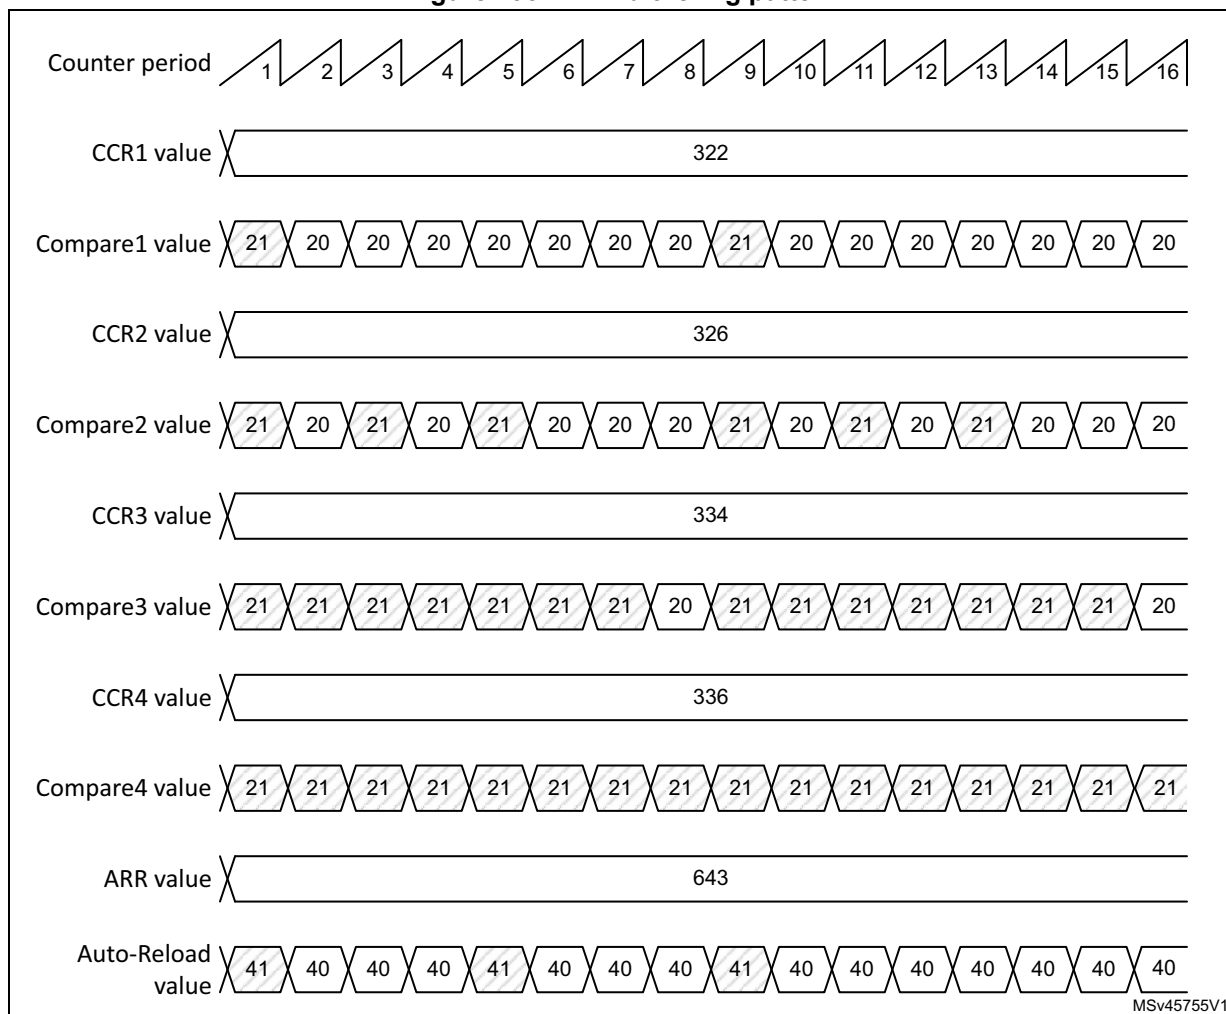 Counter period 1 2 3 4 5 6 7 8 9 10 11 12 13 14 15 16
CCR1 value 322
Compare1 value 21 20 20 20 20 20 20 20 21 20 20 20 20 20 20 20
CCR2 value 326
Compare2 value 21 20 21 20 21 20 20 20 21 20 21 20 21 20 20 20
CCR3 value 334
Compare3 value 21 21 21 21 21 21 21 20 21 21 21 21 21 21 21 20
CCR4 value 336
Compare4 value 21 21 21 21 21 21 21 21 21 21 21 21 21 21 21 21
ARR value 643
Auto-Reload
value 41 40 40 40 41 40 40 40 41 40 40 40 40 40 40 40
MSv45755V1